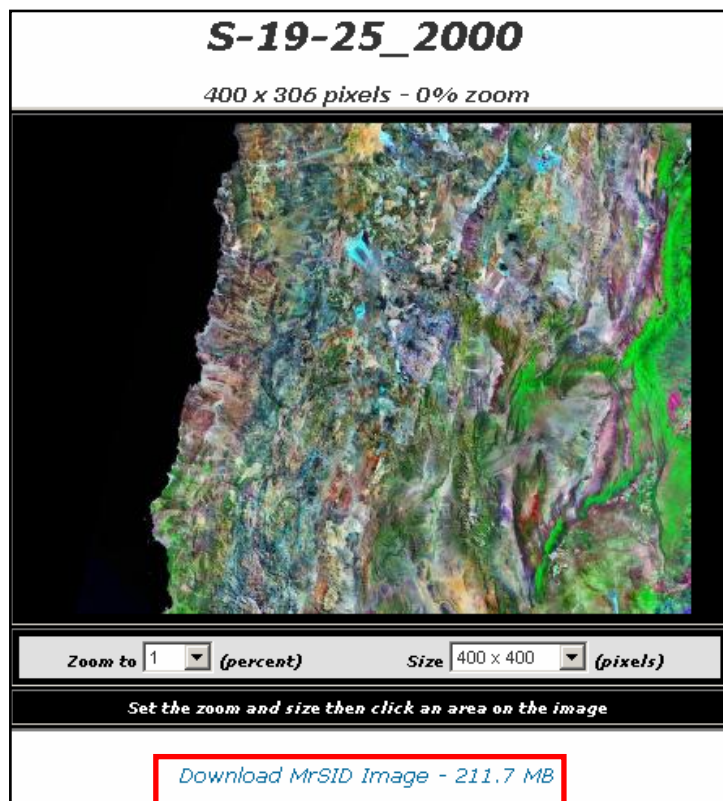 S-19-25_2000
400 x 306 pixels - 0% zoom
Zoom to 1 (percent) Size 400 x 400 (pixels)
Set the zoom and size then click an area on the image
Download MrSID Image - 211.7 MB